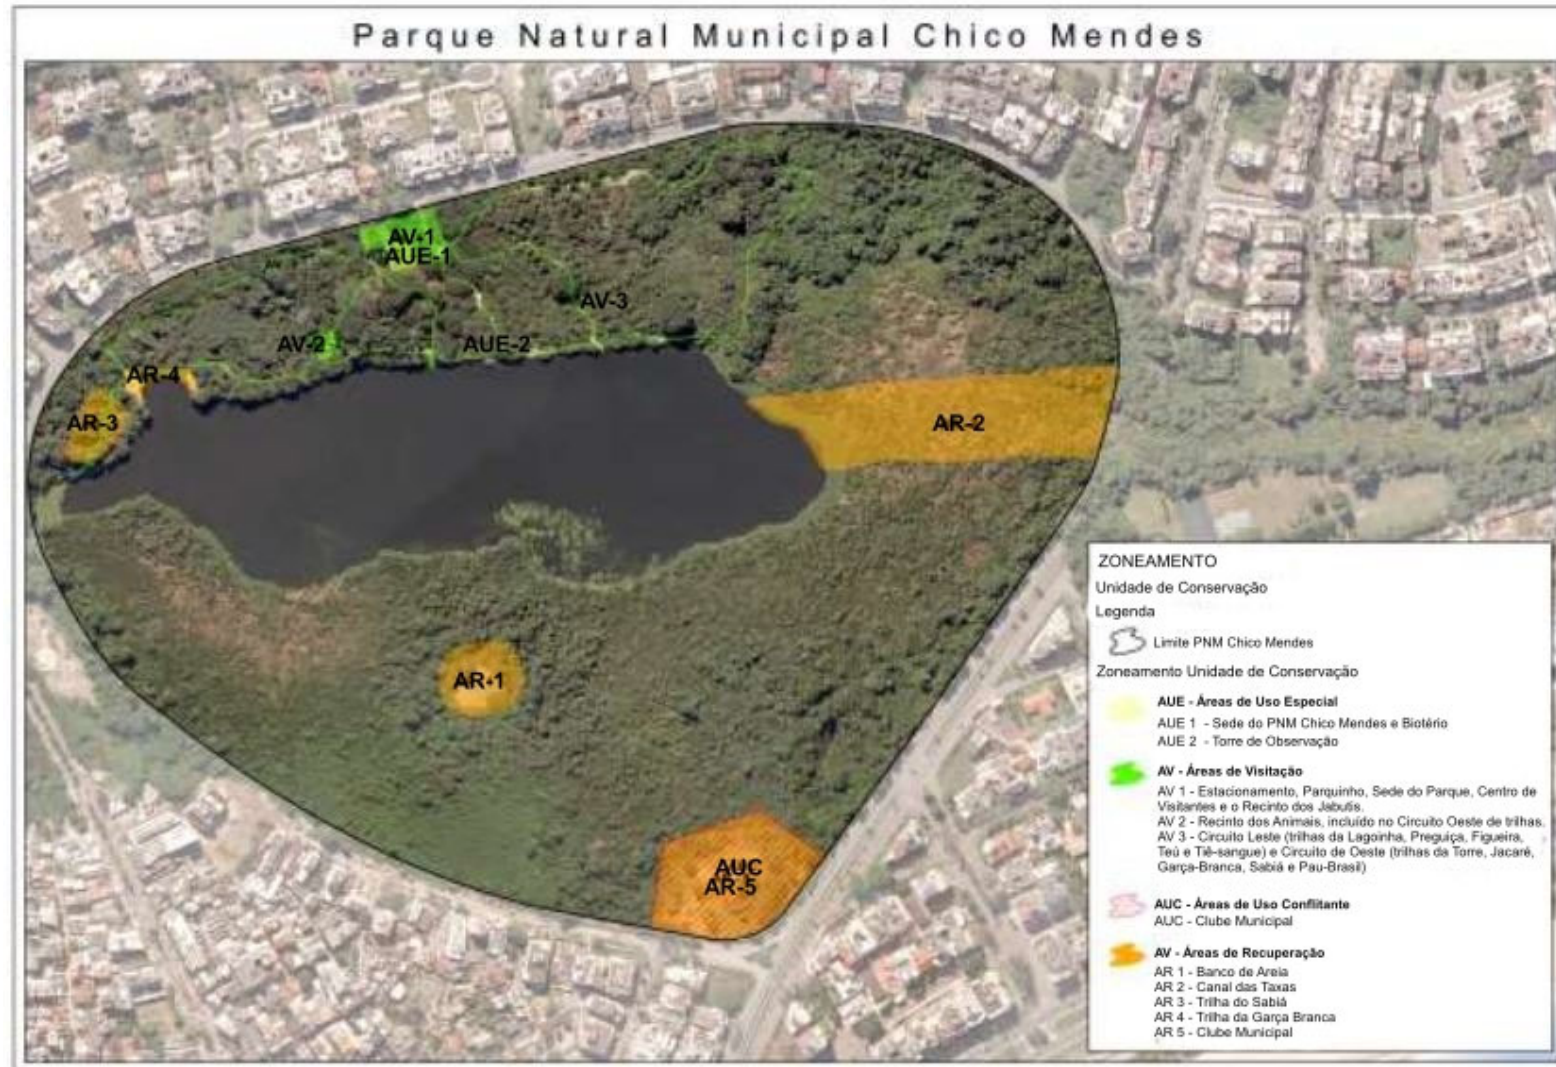 Parque Natural Municipal Chico Mendes
AV-1
AUE-1
AV-3
AV-2
AUE-2
AR-4
AR-3
AR-2
AR-1
AUC
AR-5
ZONEAMENTO
Unidade de Conservação
Legenda
Limite PNM Chico Mendes
Zoneamento Unidade de Conservação
AUE - Áreas de Uso Especial
AUE 1 - Sede do PNM Chico Mendes e Biotério
AUE 2 - Torre de Observação
AV - Áreas de Visitação
AV 1 - Estacionamento, Parquinho, Sede do Parque, Centro de
Visitantes e o Recinto dos Jabutis.
AV 2 - Recinto dos Animais, incluído no Circuito Oeste de trilhas.
AV 3 - Circuito Leste (trilhas da Lagoinha, Preguiça, Figueira,
Teú e Tiê-sangue) e Circuito de Oeste (trilhas da Torre, Jacaré,
Garça-Branca, Sabiá e Pau-Brasil)
AUC - Áreas de Uso Conflitante
AUC - Clube Municipal
AV - Áreas de Recuperação
AR 1 - Banco de Areia
AR 2 - Canal das Taxas
AR 3 - Trilha do Sabiá
AR 4 - Trilha da Garça Branca
AR 5 - Clube Municipal